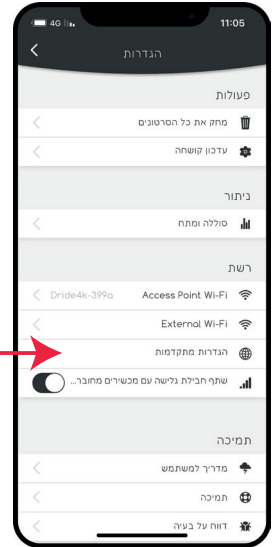 4G 11:05
הגדרות
פעולות
מחק את כל הסרטונים
עדכון קושחה
ניתור
סוללה ומתח
רשת
Access Point Wi-Fi Dride4k-399a
External Wi-Fi
הגדרות מתקדמות
שתף חבילת גלישה עם מכשירים מחובר...
תמיכה
מדריך למשתמש
תמיכה
דווח על בעיה